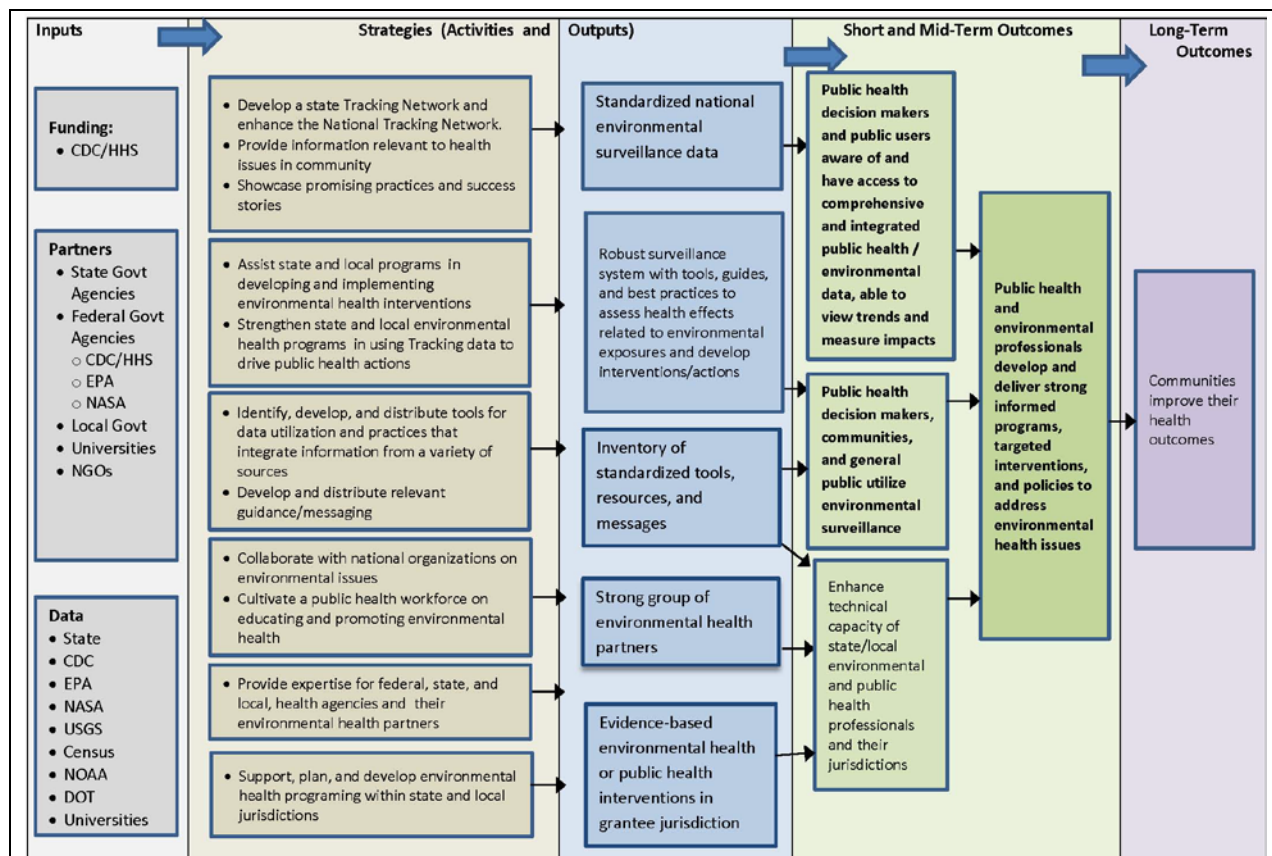 Inputs
Strategies (Activities and Outputs)
Short and Mid-Term Outcomes
Long-Term
Outcomes
Funding:
• CDC/HHS
Partners
• State Govt
Agencies
• Federal Govt
Agencies
○ CDC/HHS
○ EPA
○ NASA
• Local Govt
• Universities
• NGOs
Data
• State
• CDC
• EPA
• NASA
• USGS
• Census
• NOAA
• DOT
• Universities
• Develop a state Tracking Network and
enhance the National Tracking Network.
• Provide information relevant to health
issues in community
• Showcase promising practices and success
stories
• Assist state and local programs in
developing and implementing
environmental health interventions
• Strengthen state and local environmental
health programs in using Tracking data to
drive public health actions
• Identify, develop, and distribute tools for
data utilization and practices that
integrate information from a variety of
sources
• Develop and distribute relevant
guidance/messaging
• Collaborate with national organizations on
environmental issues
• Cultivate a public health workforce on
educating and promoting environmental
health
• Provide expertise for federal, state, and
local, health agencies and their
environmental health partners
• Support, plan, and develop environmental
health programing within state and local
jurisdictions
Standardized national
environmental
surveillance data
Robust surveillance
system with tools, guides,
and best practices to
assess health effects
related to environmental
exposures and develop
interventions/actions
Inventory of
standardized tools,
resources, and
messages
Strong group of
environmental health
partners
Evidence-based
environmental health
or public health
interventions in
grantee jurisdiction
Public health
decision makers
and public users
aware of and
have access to
comprehensive
and integrated
public health /
environmental
data, able to
view trends and
measure impacts
Public health
decision makers,
communities,
and general
public utilize
environmental
surveillance
Enhance
technical
capacity of
state/local
environmental
and public
health
professionals
and their
jurisdictions
Public health
and
environmental
professionals
develop and
deliver strong
informed
programs,
targeted
interventions,
and policies to
address
environmental
health issues
Communities
improve their
health
outcomes